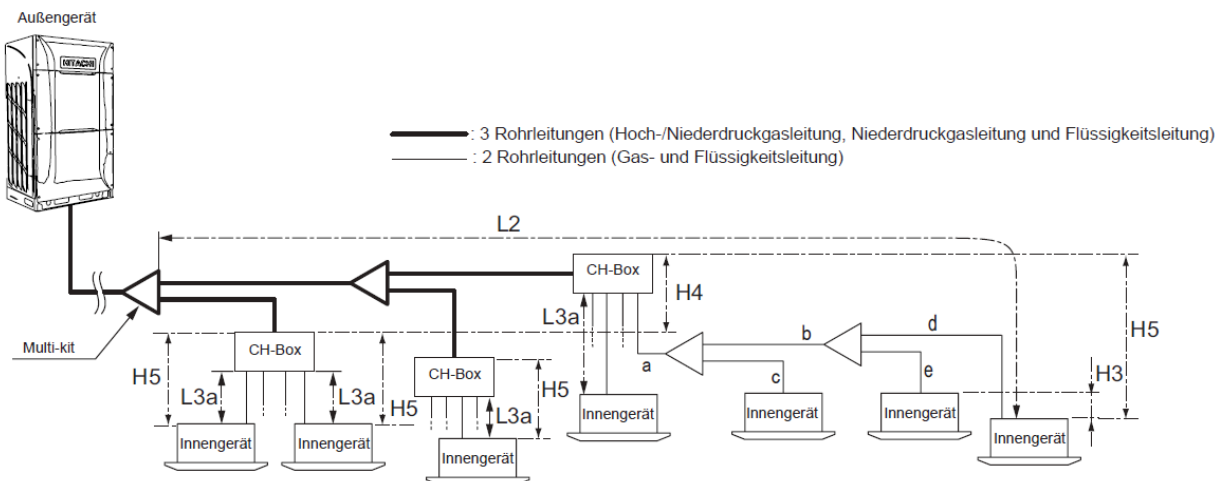 Außengerät
HITACHI
: 3 Rohrleitungen (Hoch-/Niederdruckgasleitung, Niederdruckgasleitung und Flüssigkeitsleitung)
: 2 Rohrleitungen (Gas- und Flüssigkeitsleitung)
L2
CH-Box
H4
L3a
H5
Multi-kit
CH-Box
H5
L3a
L3a
H5
CH-Box
H5
L3a
a
b
c
d
e
H3
Innengerät
Innengerät
Innengerät
Innengerät
Innengerät
Innengerät
Innengerät